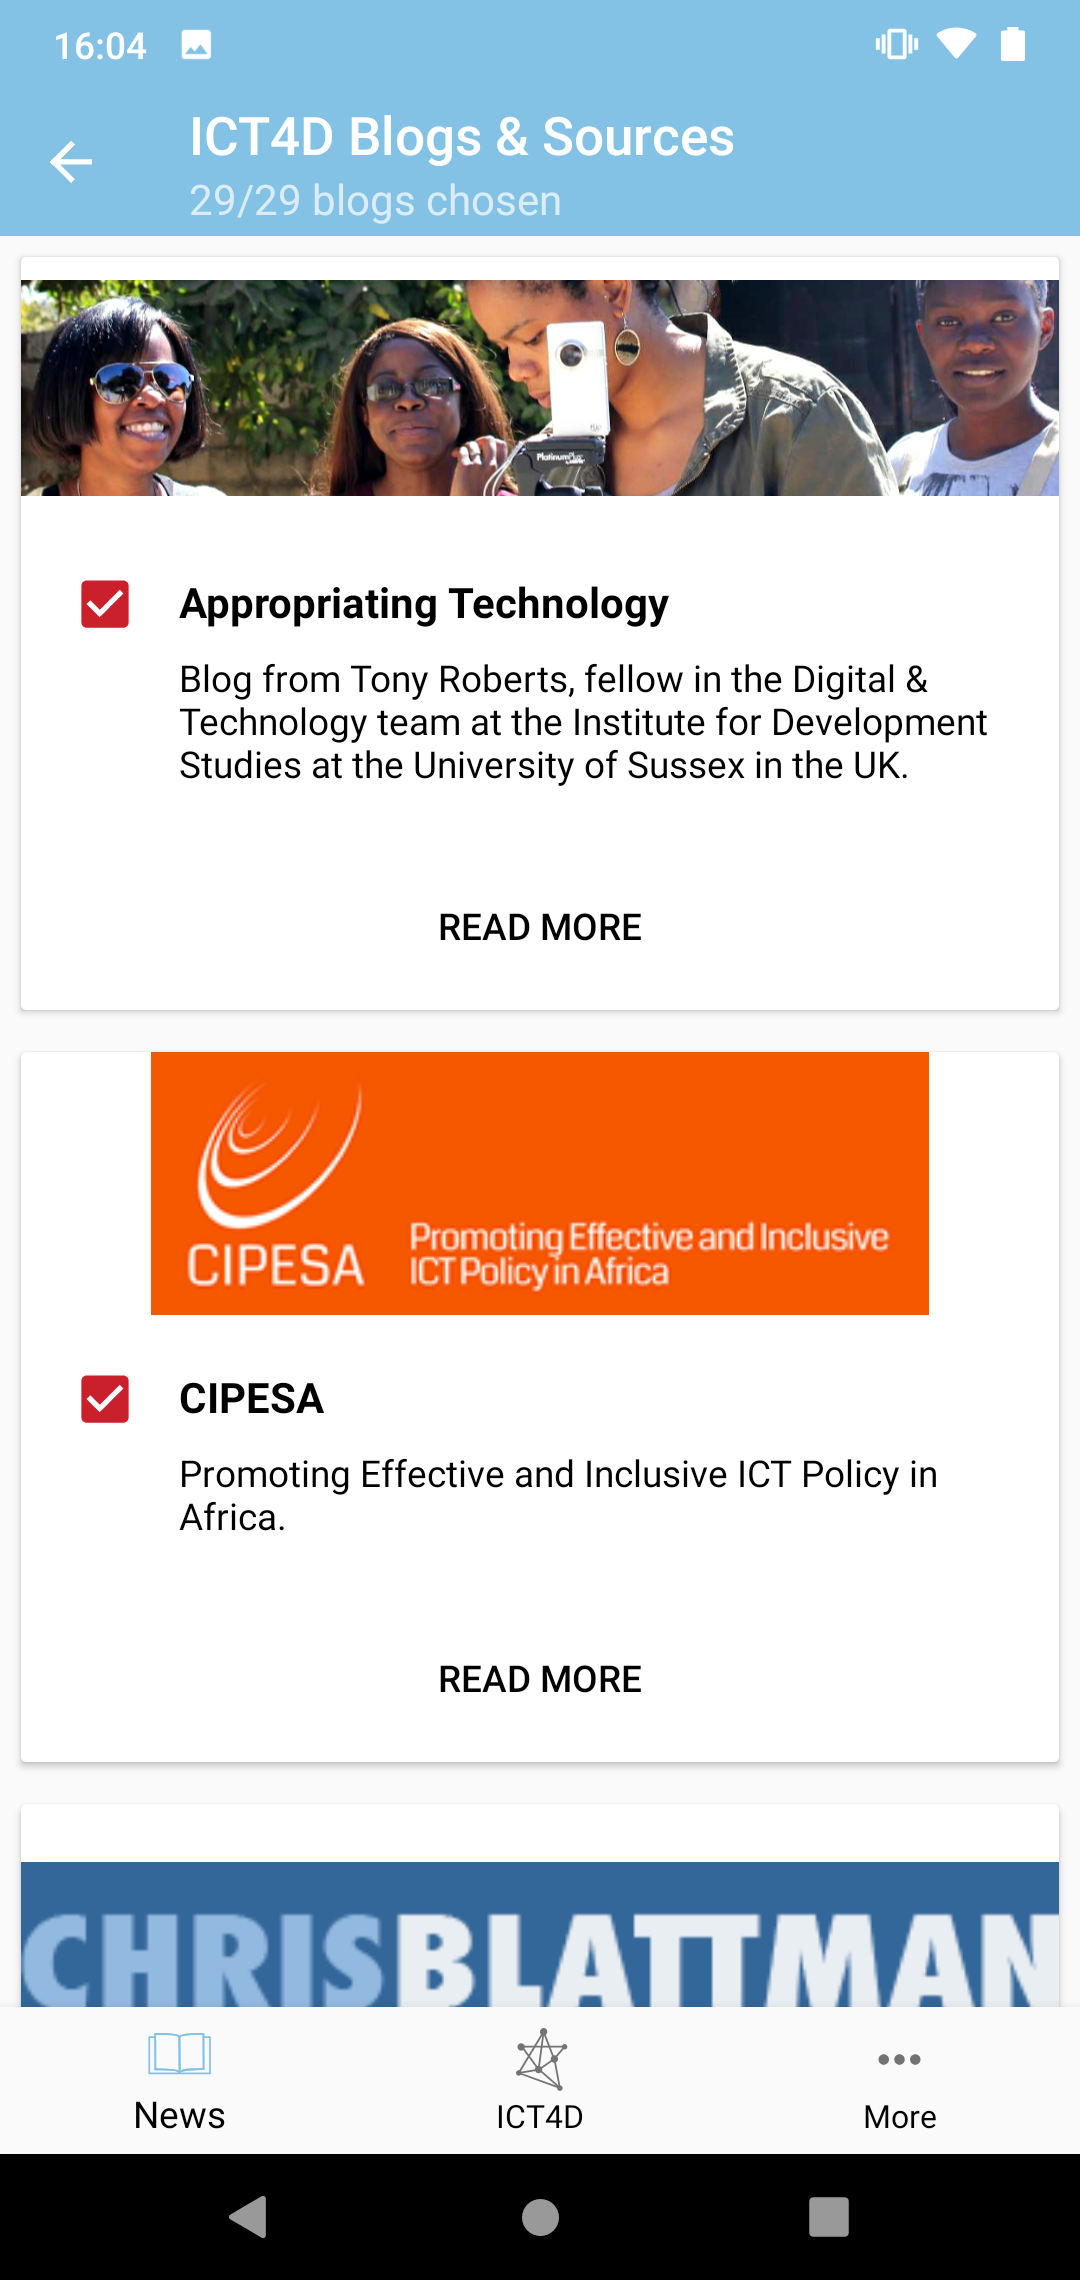 16:04
ICT4D Blogs & Sources
29/29 blogs chosen
PlatinumPlus
Appropriating Technology
Blog from Tony Roberts, fellow in the Digital &
Technology team at the Institute for Development
Studies at the University of Sussex in the UK.
READ MORE
CIPESA
Promoting Effective and Inclusive
ICT Policy in Africa
CIPESA
Promoting Effective and Inclusive ICT Policy in
Africa.
READ MORE
CHRISBLATTMAN
News
ICT4D
More